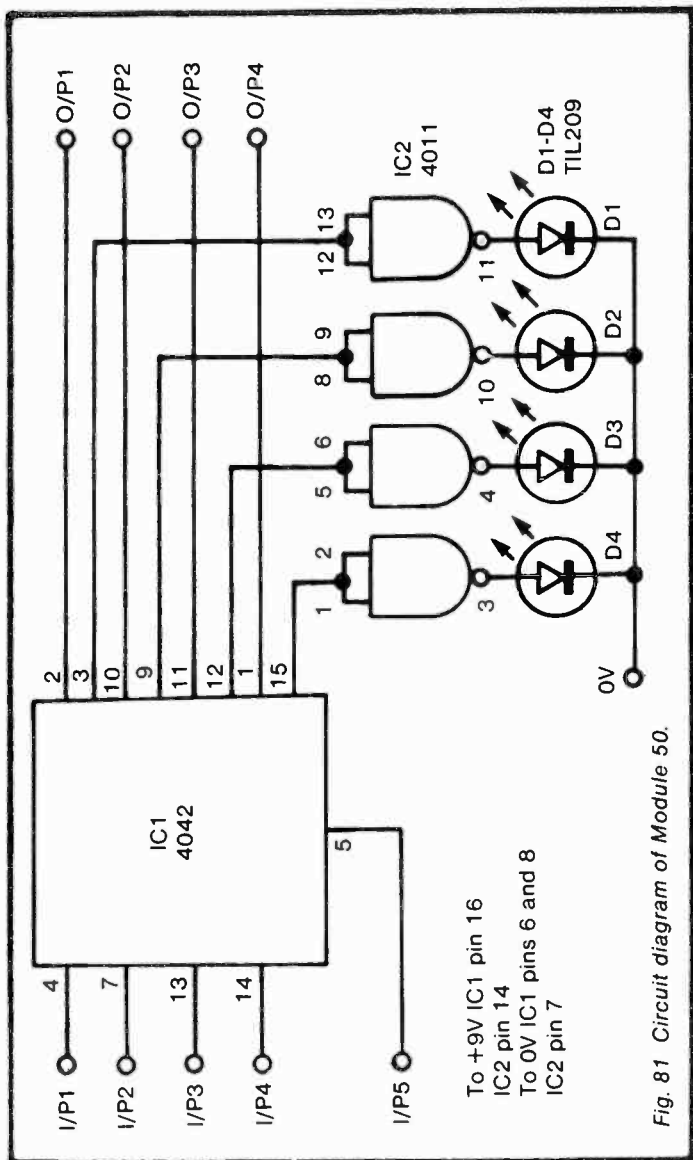 I/P1
I/P2
I/P3
I/P4
I/P5
4
7
13
14
5
IC1
4042
2
3
10
9
11
12
1
15
O/P1
O/P2
O/P3
O/P4
IC2
4011
12 13
8 9
5 6
1 2
11
10
4
3
D1-D4
TIL209
D1
D2
D3
D4
0V
To +9V IC1 pin 16
IC2 pin 14
To 0V IC1 pins 6 and 8
IC2 pin 7
Fig. 81 Circuit diagram of Module 50.